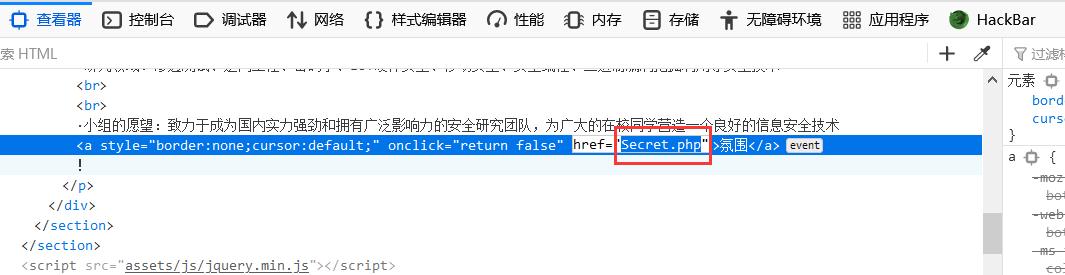 查看器 控制台 调试器 网络 样式编辑器 性能 内存 存储 无障碍环境 应用程序 HackBar
索 HTML
过滤
<br>
<br>
·小组的愿望: 致力于成为国内实力强劲和拥有广泛影响力的安全研究团队，为广大的在校同学营造一个良好的信息安全技术
<a style="border:none;cursor:default;" onclick="return false" href="Secret.php">氛围</a> event
!
</p>
</div>
</section>
</section>
<script src="assets/js/jquery.min.js"></script>
元素
bord
curs
}
a {
-moz
bot
-web
bot
-ms
col